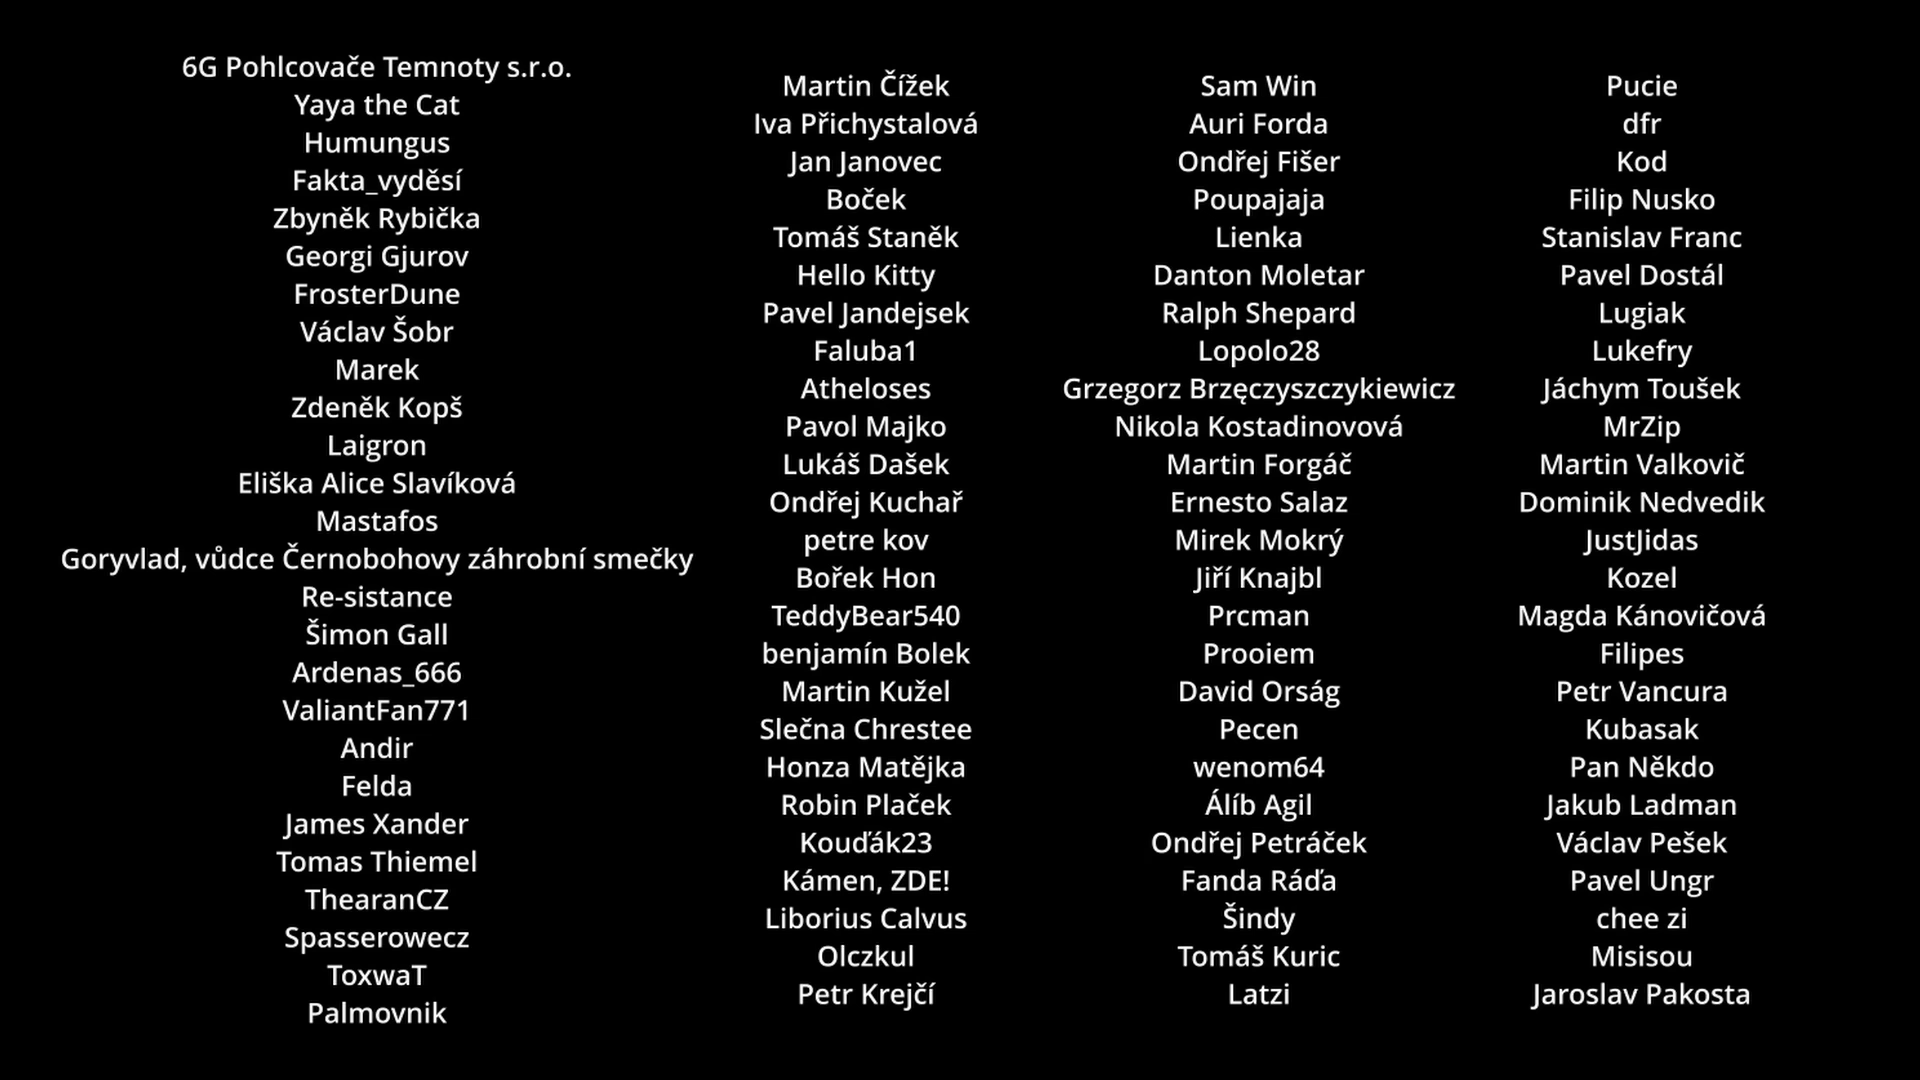 6G Pohlcovače Temnoty s.r.o.
Yaya the Cat
Humungus
Fakta_vyděsí
Zbyněk Rybička
Georgi Gjurov
FrosterDune
Václav Šobr
Marek
Zdeněk Kopš
Laigron
Eliška Alice Slavíková
Mastafos
Goryvlad, vůdce Černobohovy záhrobní smečky
Re-sistance
Šimon Gall
Ardenas_666
ValiantFan771
Andir
Felda
James Xander
Tomas Thiemel
ThearanCZ
Spasserowecz
ToxwaT
Palmovnik
Martin Čížek
Iva Přichystalová
Jan Janovec
Boček
Tomáš Staněk
Hello Kitty
Pavel Jandejsek
Faluba1
Atheloses
Pavol Majko
Lukáš Dašek
Ondřej Kuchař
petre kov
Bořek Hon
TeddyBear540
benjamín Bolek
Martin Kužel
Slečna Chrestee
Honza Matějka
Robin Plaček
Kouďák23
Kámen, ZDE!
Liborius Calvus
Olczkul
Petr Krejčí
Sam Win
Auri Forda
Ondřej Fišer
Poupajaja
Lienka
Danton Moletar
Ralph Shepard
Lopolo28
Grzegorz Brzęczyszczykiewicz
Nikola Kostadinovová
Martin Forgáč
Ernesto Salaz
Mirek Mokrý
Jiří Knajbl
Prcman
Prooiem
David Orság
Pecen
wenom64
Álíb Agil
Ondřej Petráček
Fanda Ráďa
Šindy
Tomáš Kuric
Latzi
Pucie
dfr
Kod
Filip Nusko
Stanislav Franc
Pavel Dostál
Lugiak
Lukefry
Jáchym Toušek
MrZip
Martin Valkovič
Dominik Nedvedik
JustJidas
Kozel
Magda Kánovičová
Filipes
Petr Vancura
Kubasak
Pan Někdo
Jakub Ladman
Václav Pešek
Pavel Ungr
chee zi
Misisou
Jaroslav Pakosta